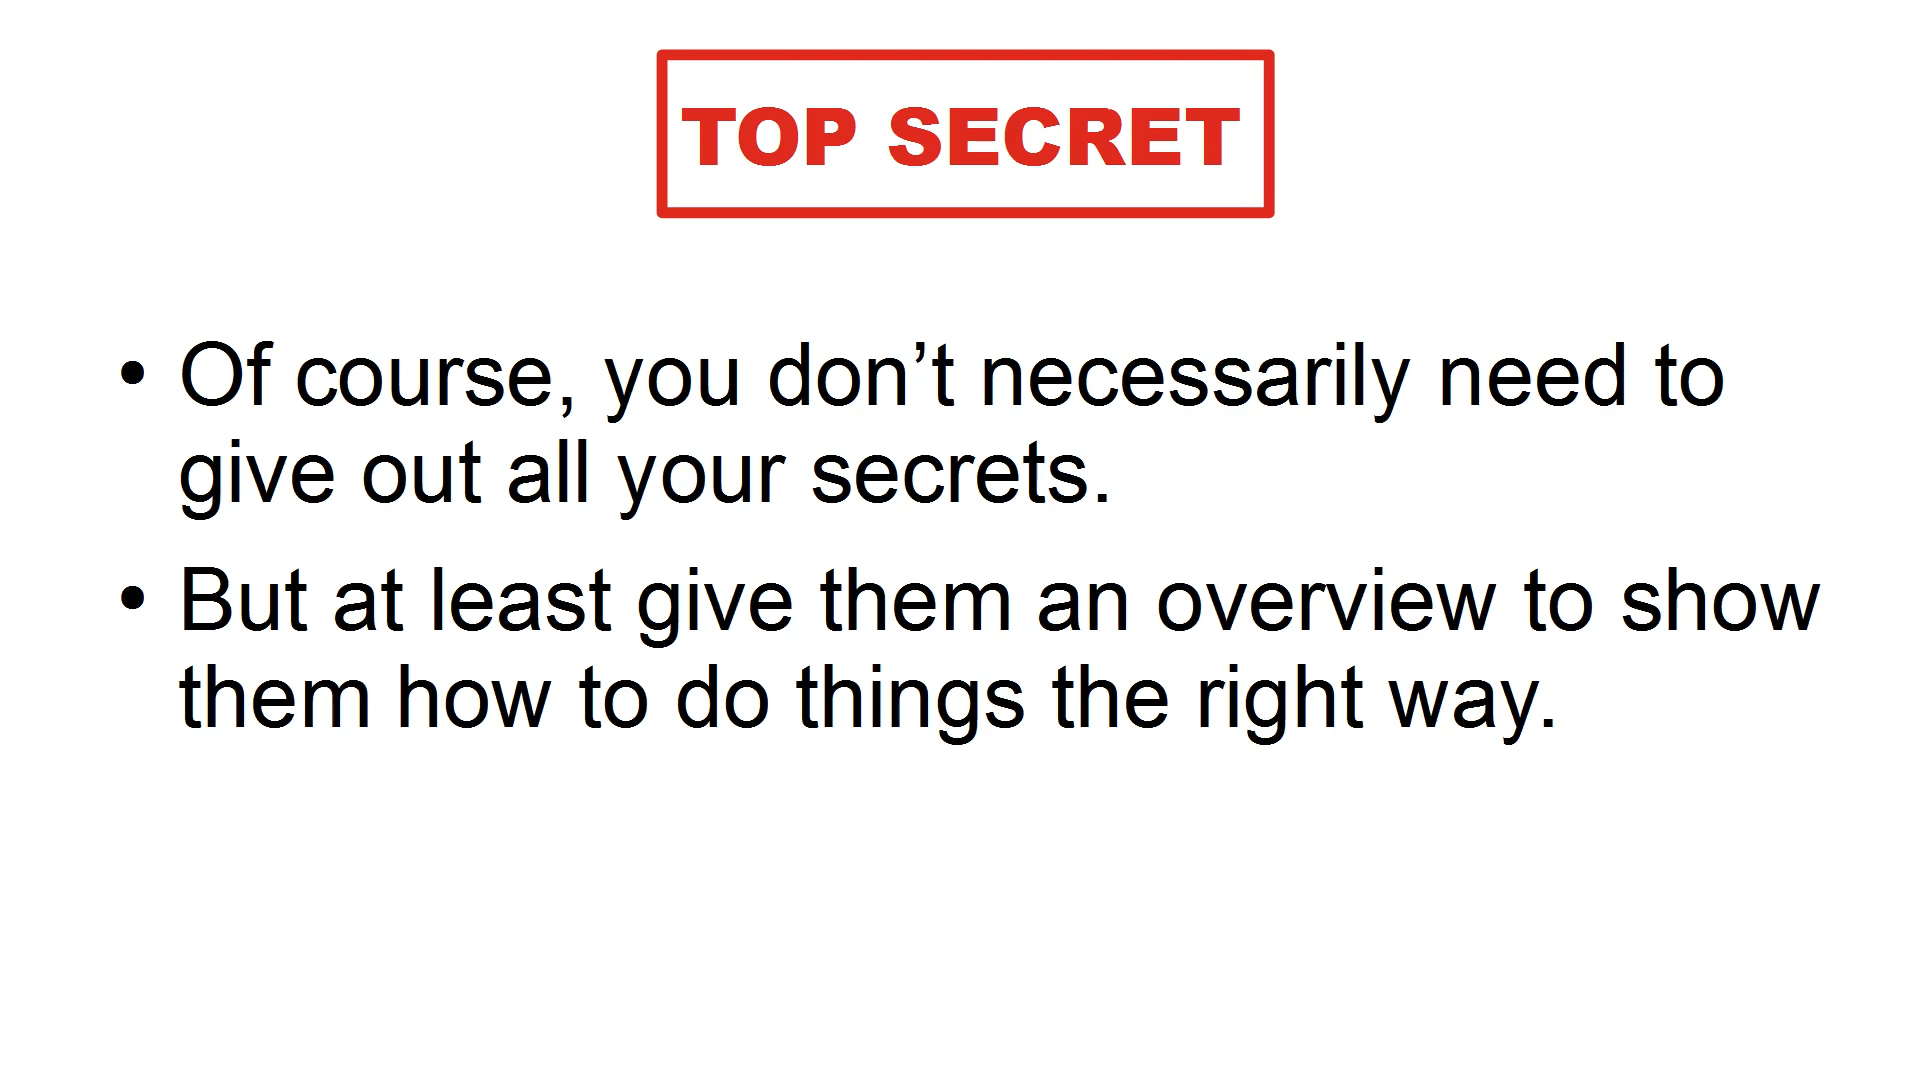 TOP SECRET
• Of course, you don’t necessarily need to
give out all your secrets.
• But at least give them an overview to show
them how to do things the right way.